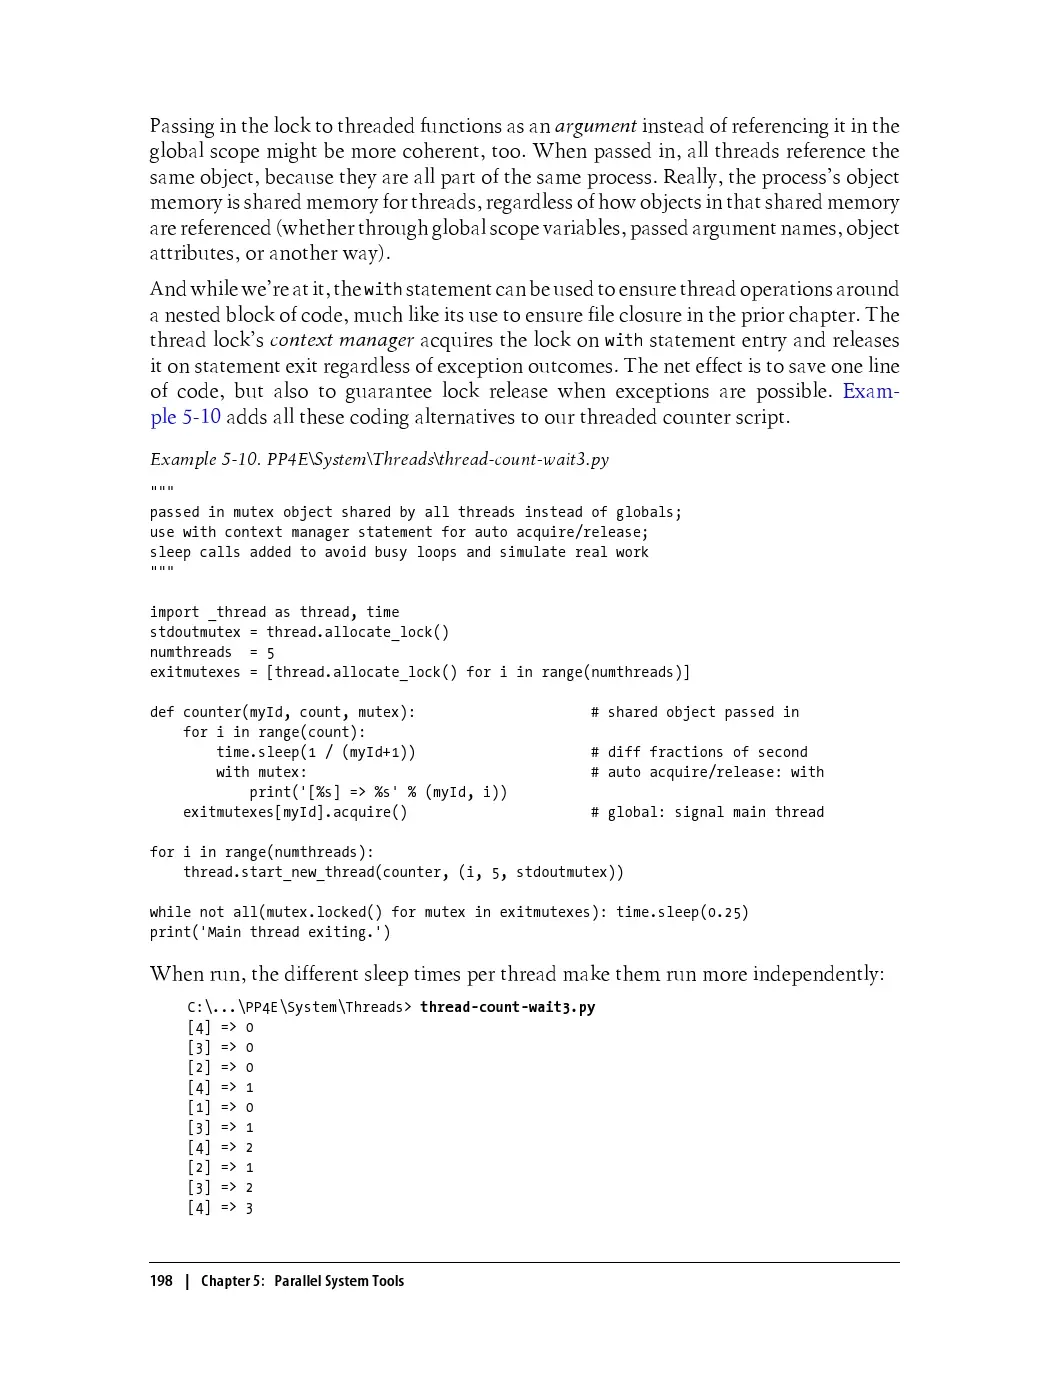 Passing in the lock to threaded functions as an argument instead of referencing it in the
global scope might be more coherent, too. When passed in, all threads reference the
same object, because they are all part of the same process. Really, the process's object
memory is shared memory for threads, regardless of how objects in that shared memory
are referenced (whether through global scope variables, passed argument names, object
attributes, or another way).
And while we're at it, the with statement can be used to ensure thread operations around
a nested block of code, much like its use to ensure file closure in the prior chapter. The
thread lock's context manager acquires the lock on with statement entry and releases
it on statement exit regardless of exception outcomes. The net effect is to save one line
of code, but also to guarantee lock release when exceptions are possible. Exam-
ple 5-10 adds all these coding alternatives to our threaded counter script.
Example 5-10. PP4E\System\Threads\thread-count-wait3.py
"""
passed in mutex object shared by all threads instead of globals;
use with context manager statement for auto acquire/release;
sleep calls added to avoid busy loops and simulate real work
"""
import _thread as thread, time
stdoutmutex = thread.allocate_lock()
numthreads  = 5
exitmutexes = [thread.allocate_lock() for i in range(numthreads)]
def counter(myId, count, mutex):                     # shared object passed in
    for i in range(count):
        time.sleep(1 / (myId+1))                     # diff fractions of second
        with mutex:                                  # auto acquire/release: with
            print('[%s] => %s' % (myId, i))
    exitmutexes[myId].acquire()                      # global: signal main thread
for i in range(numthreads):
    thread.start_new_thread(counter, (i, 5, stdoutmutex))
while not all(mutex.locked() for mutex in exitmutexes): time.sleep(0.25)
print('Main thread exiting.')
When run, the different sleep times per thread make them run more independently:
C:\...\PP4E\System\Threads> thread-count-wait3.py
[4] => 0
[3] => 0
[2] => 0
[4] => 1
[1] => 0
[3] => 1
[4] => 2
[2] => 1
[3] => 2
[4] => 3
198 | Chapter 5: Parallel System Tools